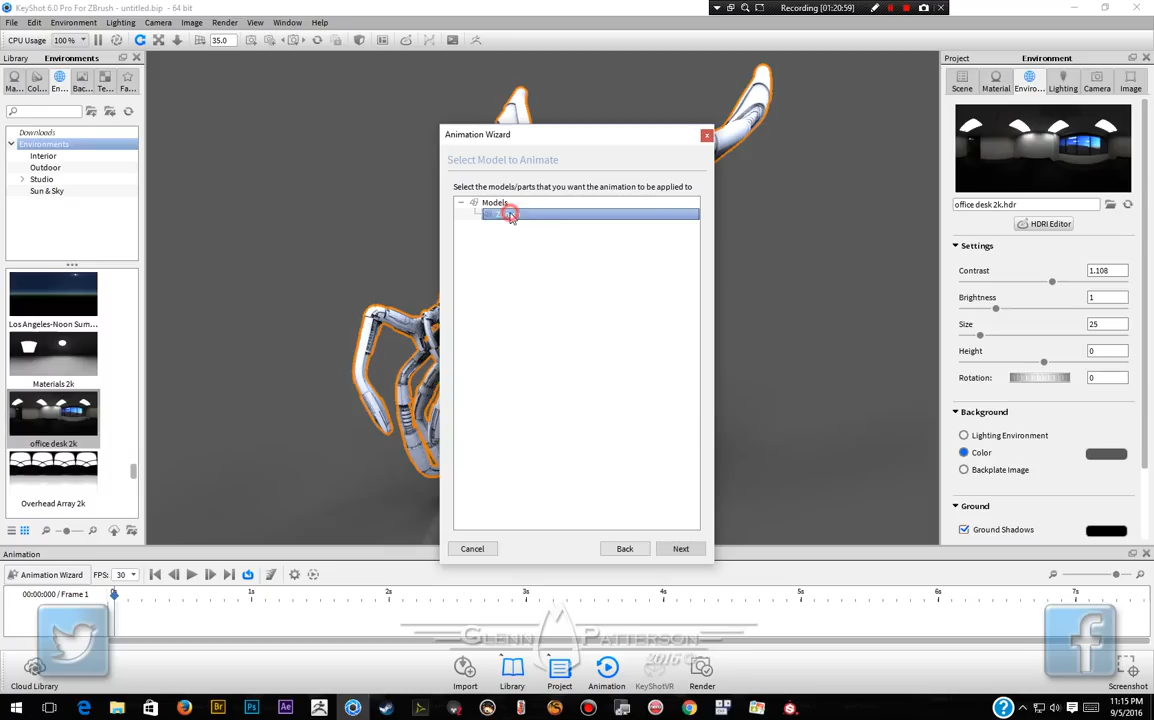 KeyShot 6.0 Pro For ZBrush - untitled.bip - 64 bit
Recording (01:20:59)
File Edit Environment Lighting Camera Image Render View Window Help
CPU Usage 100% 35.0
Library Environments
Project Environment
Ma... Col... En... Bac... Te... Fa...
Scene Material Enviro... Lighting Camera Image
Downloads
Environments
Interior
Outdoor
Studio
Sun & Sky
Los Angeles-Noon Sum...
Materials 2k
office desk 2k
Overhead Array 2k
Animation Wizard
Select Model to Animate
Select the models/parts that you want the animation to be applied to
Models
Cancel Back Next
office desk 2k.hdr
HDRI Editor
Settings
Contrast 1.108
Brightness 1
Size 25
Height 0
Rotation: 0
Background
Lighting Environment
Color
Backplate Image
Ground
Ground Shadows
Animation
Animation Wizard FPS: 30
00:00:000 / Frame 1
1s 2s 3s 4s 5s 6s 7s
Glenn Patterson
2016©
Cloud Library Import Library Project Animation KeyShotVR Render Screenshot
11:15 PM
9/5/2016